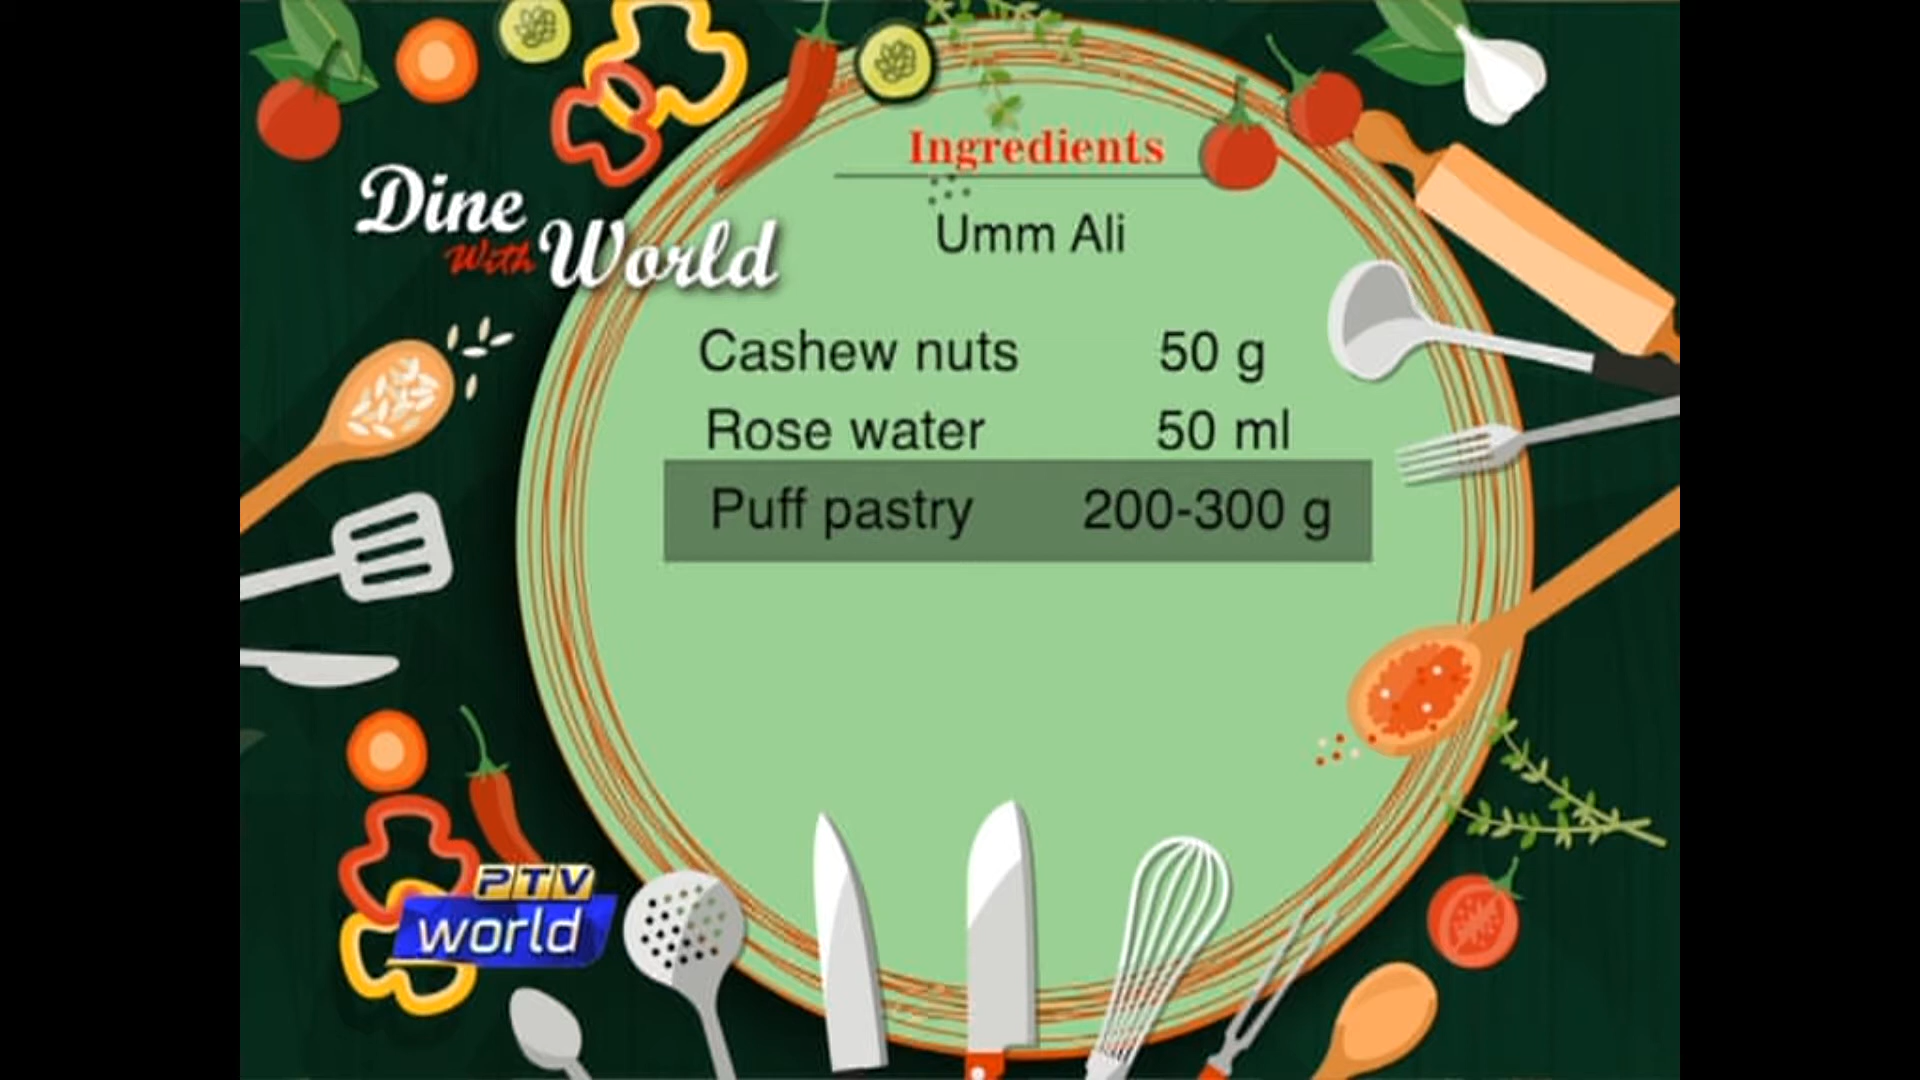 Ingredients
Dine
With World
Umm Ali
Cashew nuts 50 g
Rose water 50 ml
Puff pastry 200-300 g
PTV
world